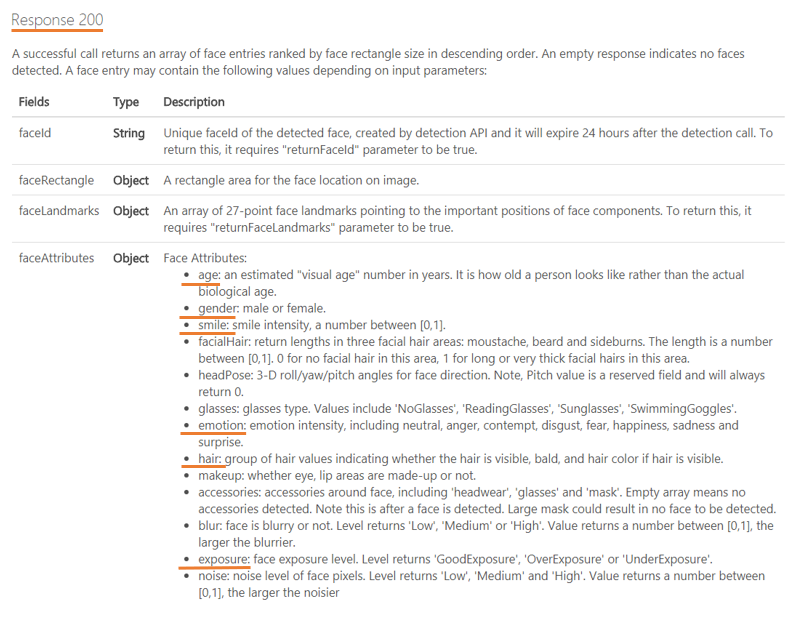 Response 200
A successful call returns an array of face entries ranked by face rectangle size in descending order. An empty response indicates no faces
detected. A face entry may contain the following values depending on input parameters:
Fields Type Description
faceId String Unique faceId of the detected face, created by detection API and it will expire 24 hours after the detection call. To
return this, it requires "returnFaceId" parameter to be true.
faceRectangle Object A rectangle area for the face location on image.
faceLandmarks Object An array of 27-point face landmarks pointing to the important positions of face components. To return this, it
requires "returnFaceLandmarks" parameter to be true.
faceAttributes Object Face Attributes:
• age: an estimated "visual age" number in years. It is how old a person looks like rather than the actual
biological age.
• gender: male or female.
• smile: smile intensity, a number between [0,1].
• facialHair: return lengths in three facial hair areas: moustache, beard and sideburns. The length is a number
between [0,1]. 0 for no facial hair in this area, 1 for long or very thick facial hairs in this area.
• headPose: 3-D roll/yaw/pitch angles for face direction. Note, Pitch value is a reserved field and will always
return 0.
• glasses: glasses type. Values include 'NoGlasses', 'ReadingGlasses', 'Sunglasses', 'SwimmingGoggles'.
• emotion: emotion intensity, including neutral, anger, contempt, disgust, fear, happiness, sadness and
surprise.
• hair: group of hair values indicating whether the hair is visible, bald, and hair color if hair is visible.
• makeup: whether eye, lip areas are made-up or not.
• accessories: accessories around face, including 'headwear', 'glasses' and 'mask'. Empty array means no
accessories detected. Note this is after a face is detected. Large mask could result in no face to be detected.
• blur: face is blurry or not. Level returns 'Low', 'Medium' or 'High'. Value returns a number between [0,1], the
larger the blurrier.
• exposure: face exposure level. Level returns 'GoodExposure', 'OverExposure' or 'UnderExposure'.
• noise: noise level of face pixels. Level returns 'Low', 'Medium' and 'High'. Value returns a number between
[0,1], the larger the noisier